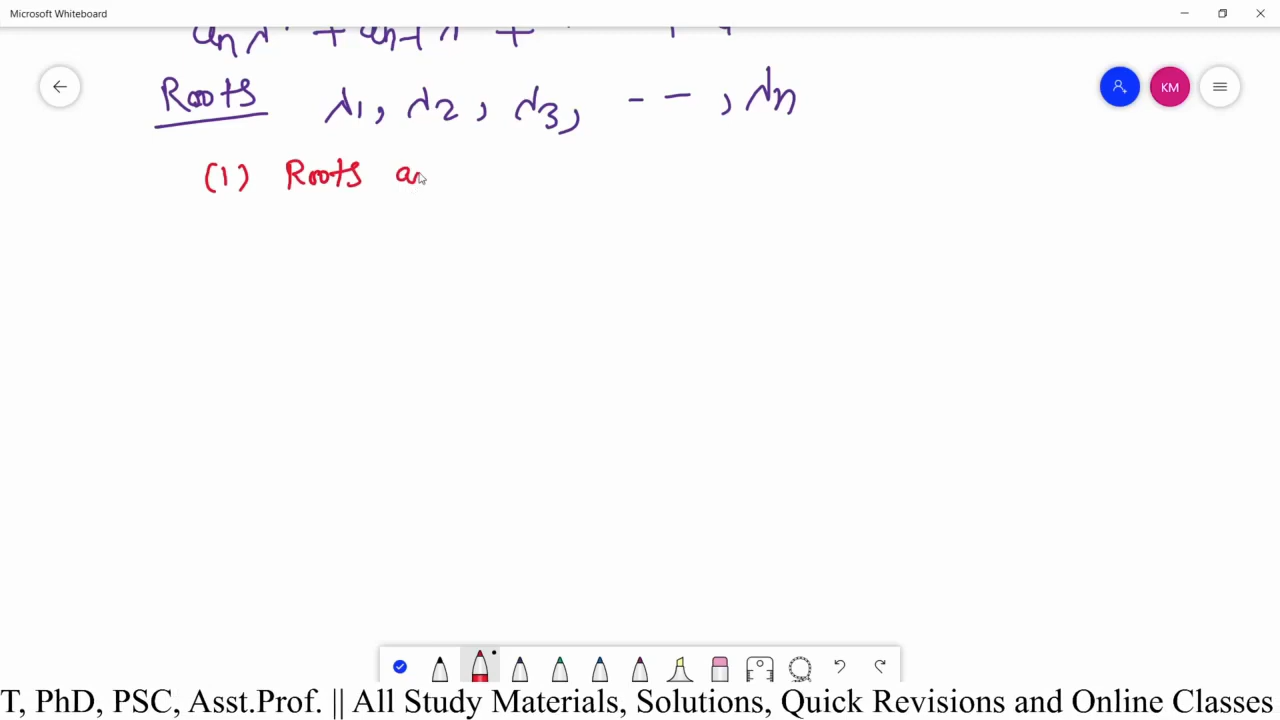 Microsoft Whiteboard
Roots λ1, λ2, λ3, - - , λn
KM
(1) Roots a
T, PhD, PSC, Asst.Prof. || All Study Materials, Solutions, Quick Revisions and Online Classes